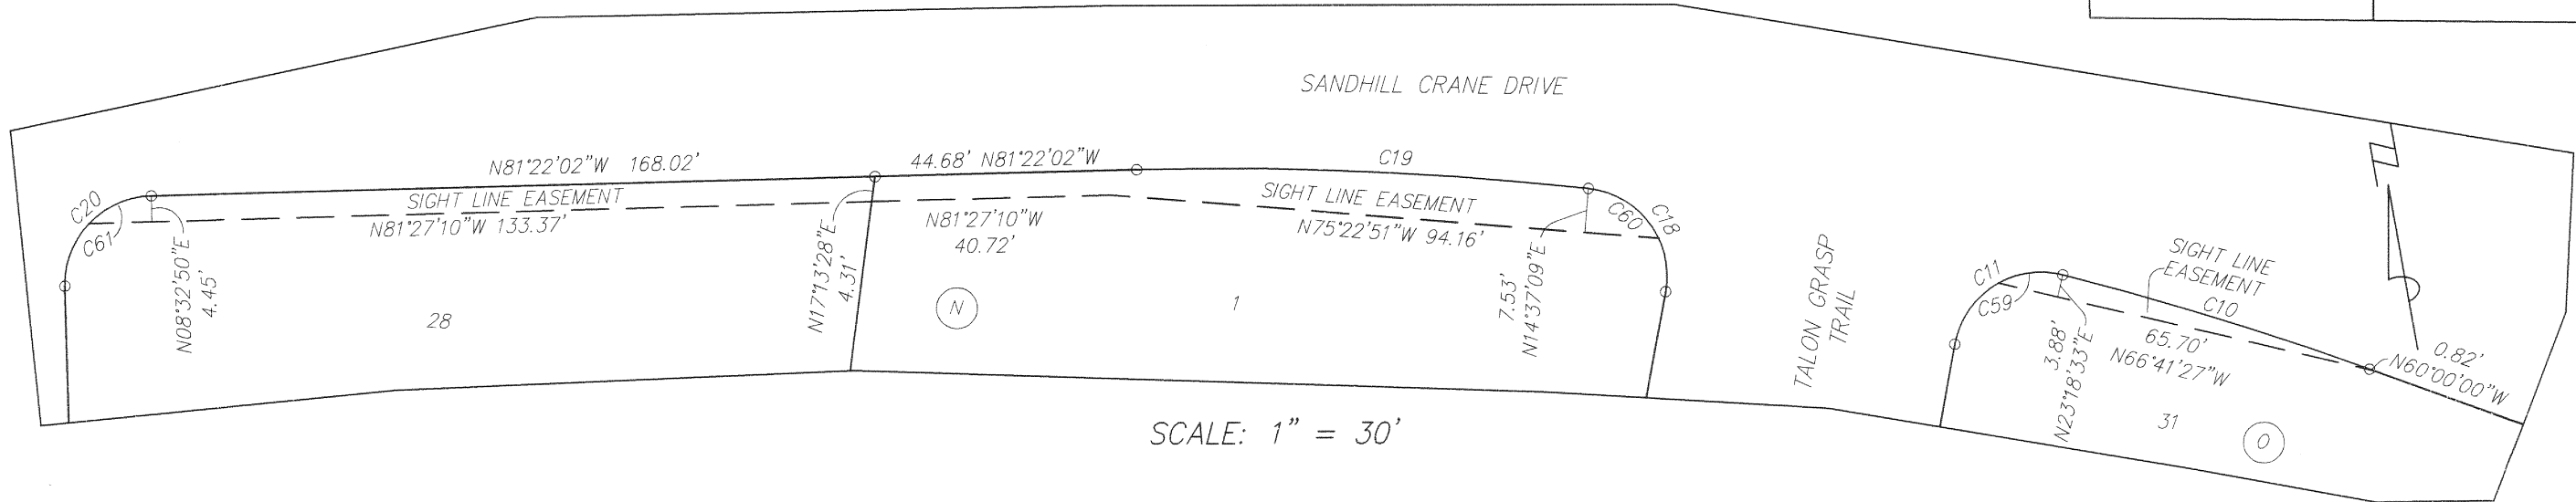 SANDHILL CRANE DRIVE
N81°22'02"W 168.02'
44.68' N81°22'02"W
C19
C20
C61
SIGHT LINE EASEMENT
N81°27'10"W 133.37'
N08°32'50"E
4.45'
28
N17°13'28"E
4.31'
N81°27'10"W
40.72'
N
1
SIGHT LINE EASEMENT
N75°22'51"W 94.16'
C60
C18
7.53'
N14°37'09"E
TALON GRASP
TRAIL
C11
C59
SIGHT LINE
EASEMENT
C10
3.88'
N23°18'33"E
65.70'
N66°41'27"W
0.82'
N60°00'00"W
31
O
SCALE: 1" = 30'